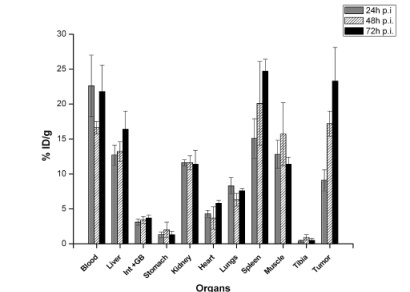 24h p.i
48h p.i.
72h p.i.
30
25
20
15
10
5
0
% ID/g
Blood
Liver
Int +GB
Stomach
Kidney
Heart
Lungs
Spleen
Muscle
Tibia
Tumor
Organs